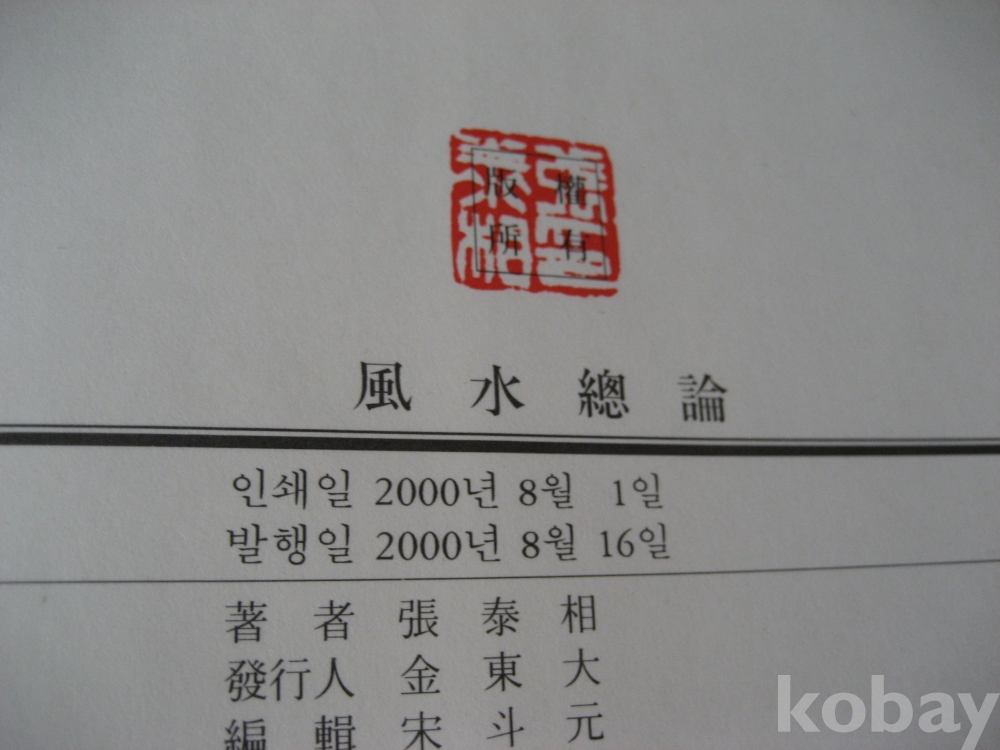 版權
所有
風水總論
인쇄일 2000년 8월 1일
발행일 2000년 8월 16일
著者 張泰相
發行人 金東大
編輯 宋斗元
kobay